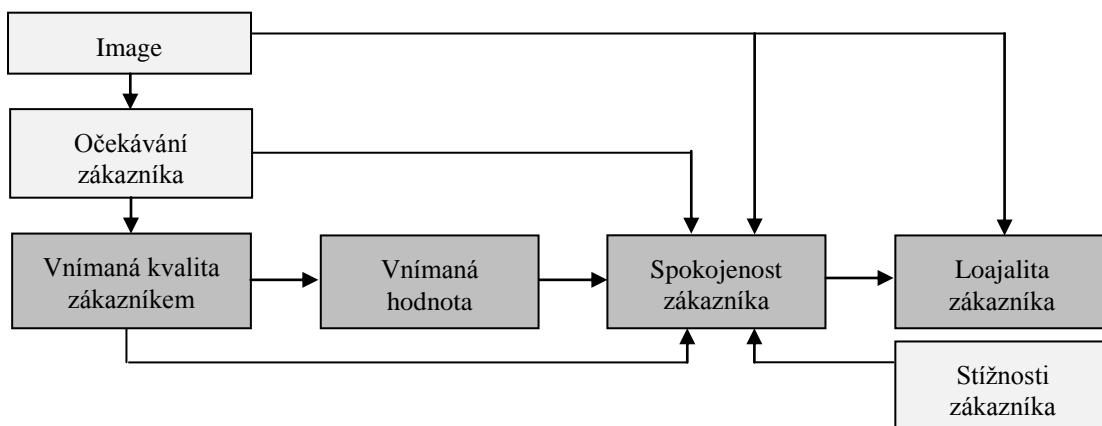 Image
Očekávání
zákazníka
Vnímaná kvalita
zákazníkem
Vnímaná
hodnota
Spokojenost
zákazníka
Loajalita
zákazníka
Stížnosti
zákazníka